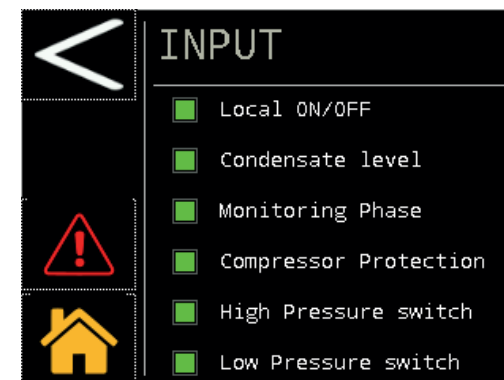 INPUT
Local ON/OFF
Condensate level
Monitoring Phase
Compressor Protection
High Pressure switch
Low Pressure switch